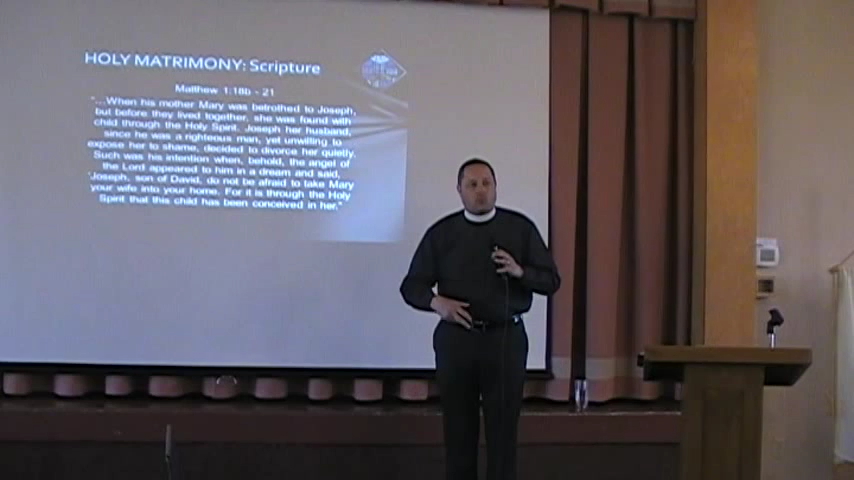 HOLY MATRIMONY: Scripture
Matthew 1:18b - 21
"...When his mother Mary was betrothed to Joseph,
but before they lived together, she was found with
child through the Holy Spirit. Joseph her husband,
since he was a righteous man, yet unwilling to
expose her to shame, decided to divorce her quietly.
Such was his intention when, behold, the angel of
the Lord appeared to him in a dream and said,
"Joseph, son of David, do not be afraid to take Mary
your wife into your home. For it is through the Holy
Spirit that this child has been conceived in her."